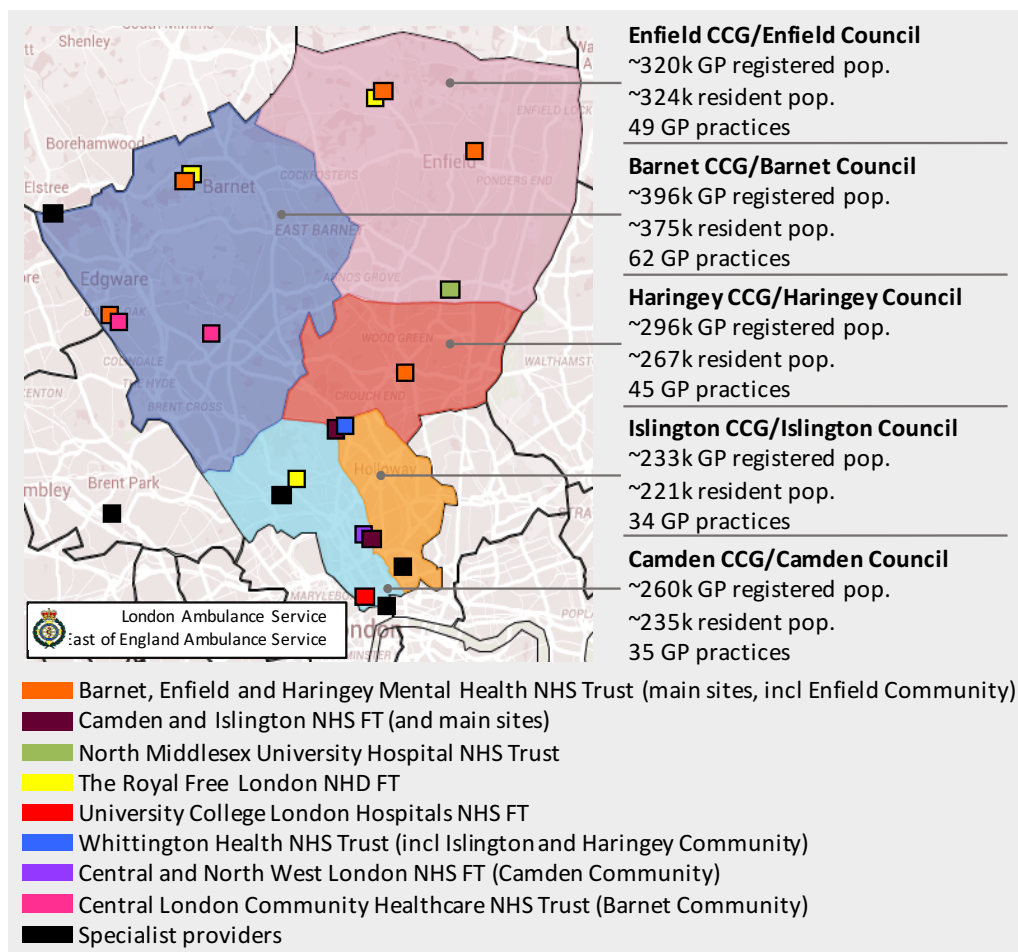 South Mimms
Shenley
Borehamwood
Elstree
Barnet
COCKFOSTERS
ENFIELD LOCK
Enfield
PONDERS END
EAST BARNET
ARNOS GROVE
Edgware
WOOD GREEN
COLINDALE
THE HYDE
BRENT CROSS
CROUCH END
WALTHAMST
KENTON
Holloway
mbley
Brent Park
STRA
MARYLEBO
POPL
London
MINSTER
London Ambulance Service
East of England Ambulance Service
Enfield CCG/Enfield Council
~320k GP registered pop.
~324k resident pop.
49 GP practices
Barnet CCG/Barnet Council
~396k GP registered pop.
~375k resident pop.
62 GP practices
Haringey CCG/Haringey Council
~296k GP registered pop.
~267k resident pop.
45 GP practices
Islington CCG/Islington Council
~233k GP registered pop.
~221k resident pop.
34 GP practices
Camden CCG/Camden Council
~260k GP registered pop.
~235k resident pop.
35 GP practices
Barnet, Enfield and Haringey Mental Health NHS Trust (main sites, incl Enfield Community)
Camden and Islington NHS FT (and main sites)
North Middlesex University Hospital NHS Trust
The Royal Free London NHD FT
University College London Hospitals NHS FT
Whittington Health NHS Trust (incl Islington and Haringey Community)
Central and North West London NHS FT (Camden Community)
Central London Community Healthcare NHS Trust (Barnet Community)
Specialist providers